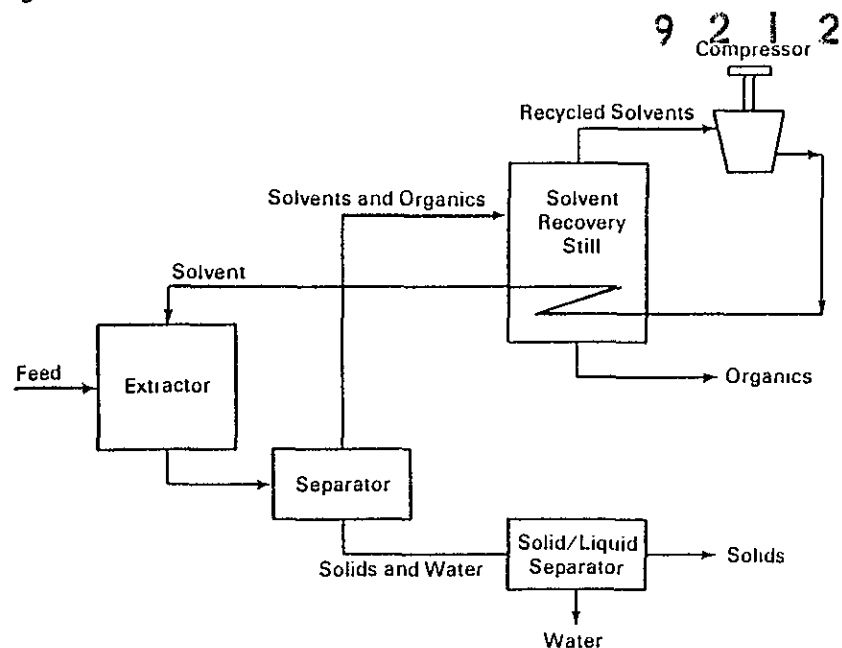 9 2 1 2
Compressor
Recycled Solvents
Solvents and Organics
Solvent
Recovery
Still
Solvent
Feed
Extractor
Organics
Separator
Solids and Water
Solid/Liquid
Separator
Solids
Water